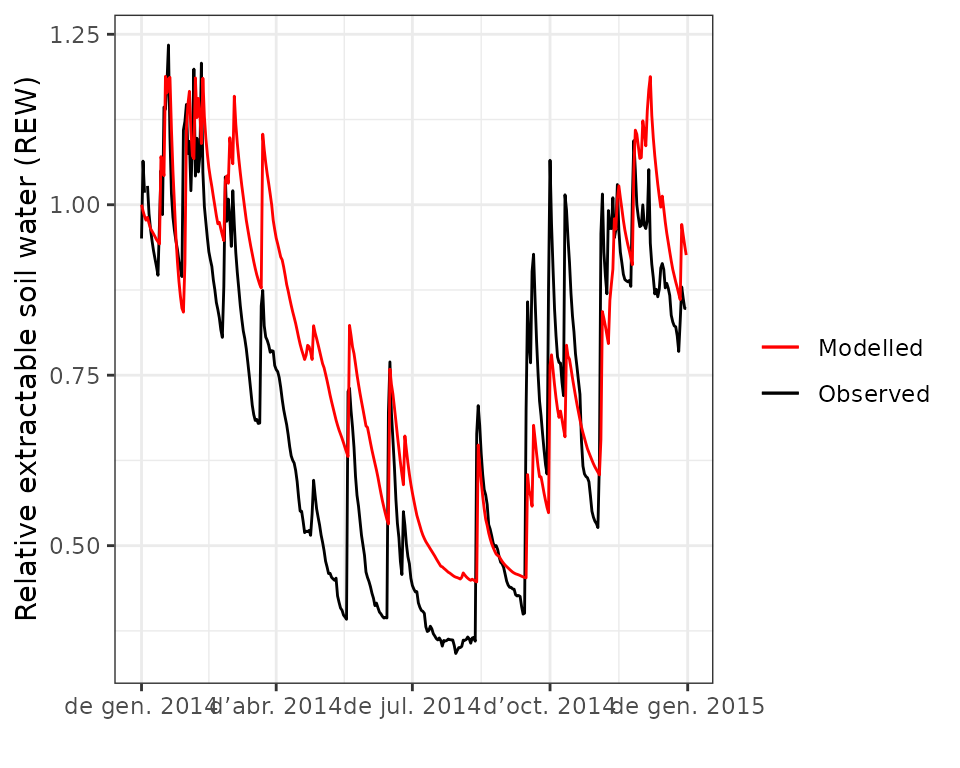 Relative extractable soil water (REW)
1.25
1.00
0.75
0.50
de gen. 2014
d’abr. 2014
de jul. 2014
d’oct. 2014
de gen. 2015
Modelled
Observed